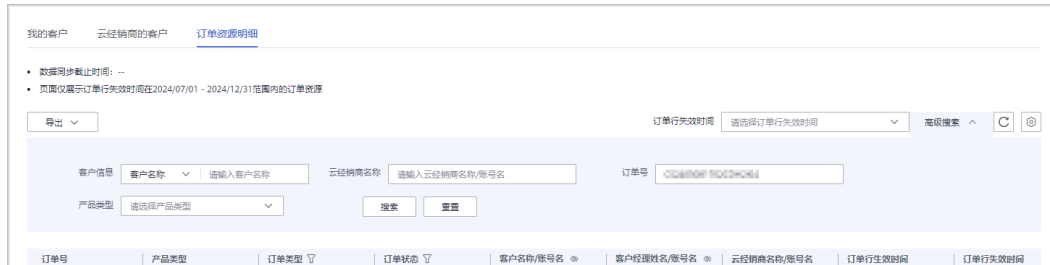 我的客户 云经销商的客户 订单资源明细
• 数据同步截止时间：--
• 页面仅展示订单行失效时间在2024/07/01 - 2024/12/31范围内的订单资源
导出 订单行失效时间 请选择订单行失效时间 高级搜索
客户信息 客户名称 请输入客户名称 云经销商名称 请输入云经销商名称/账号名 订单号
产品类型 请选择产品类型 搜索 重置
订单号 产品类型 订单类型 订单状态 客户名称/账号名 客户经理姓名/账号名 云经销商名称/账号名 订单行生效时间 订单行失效时间